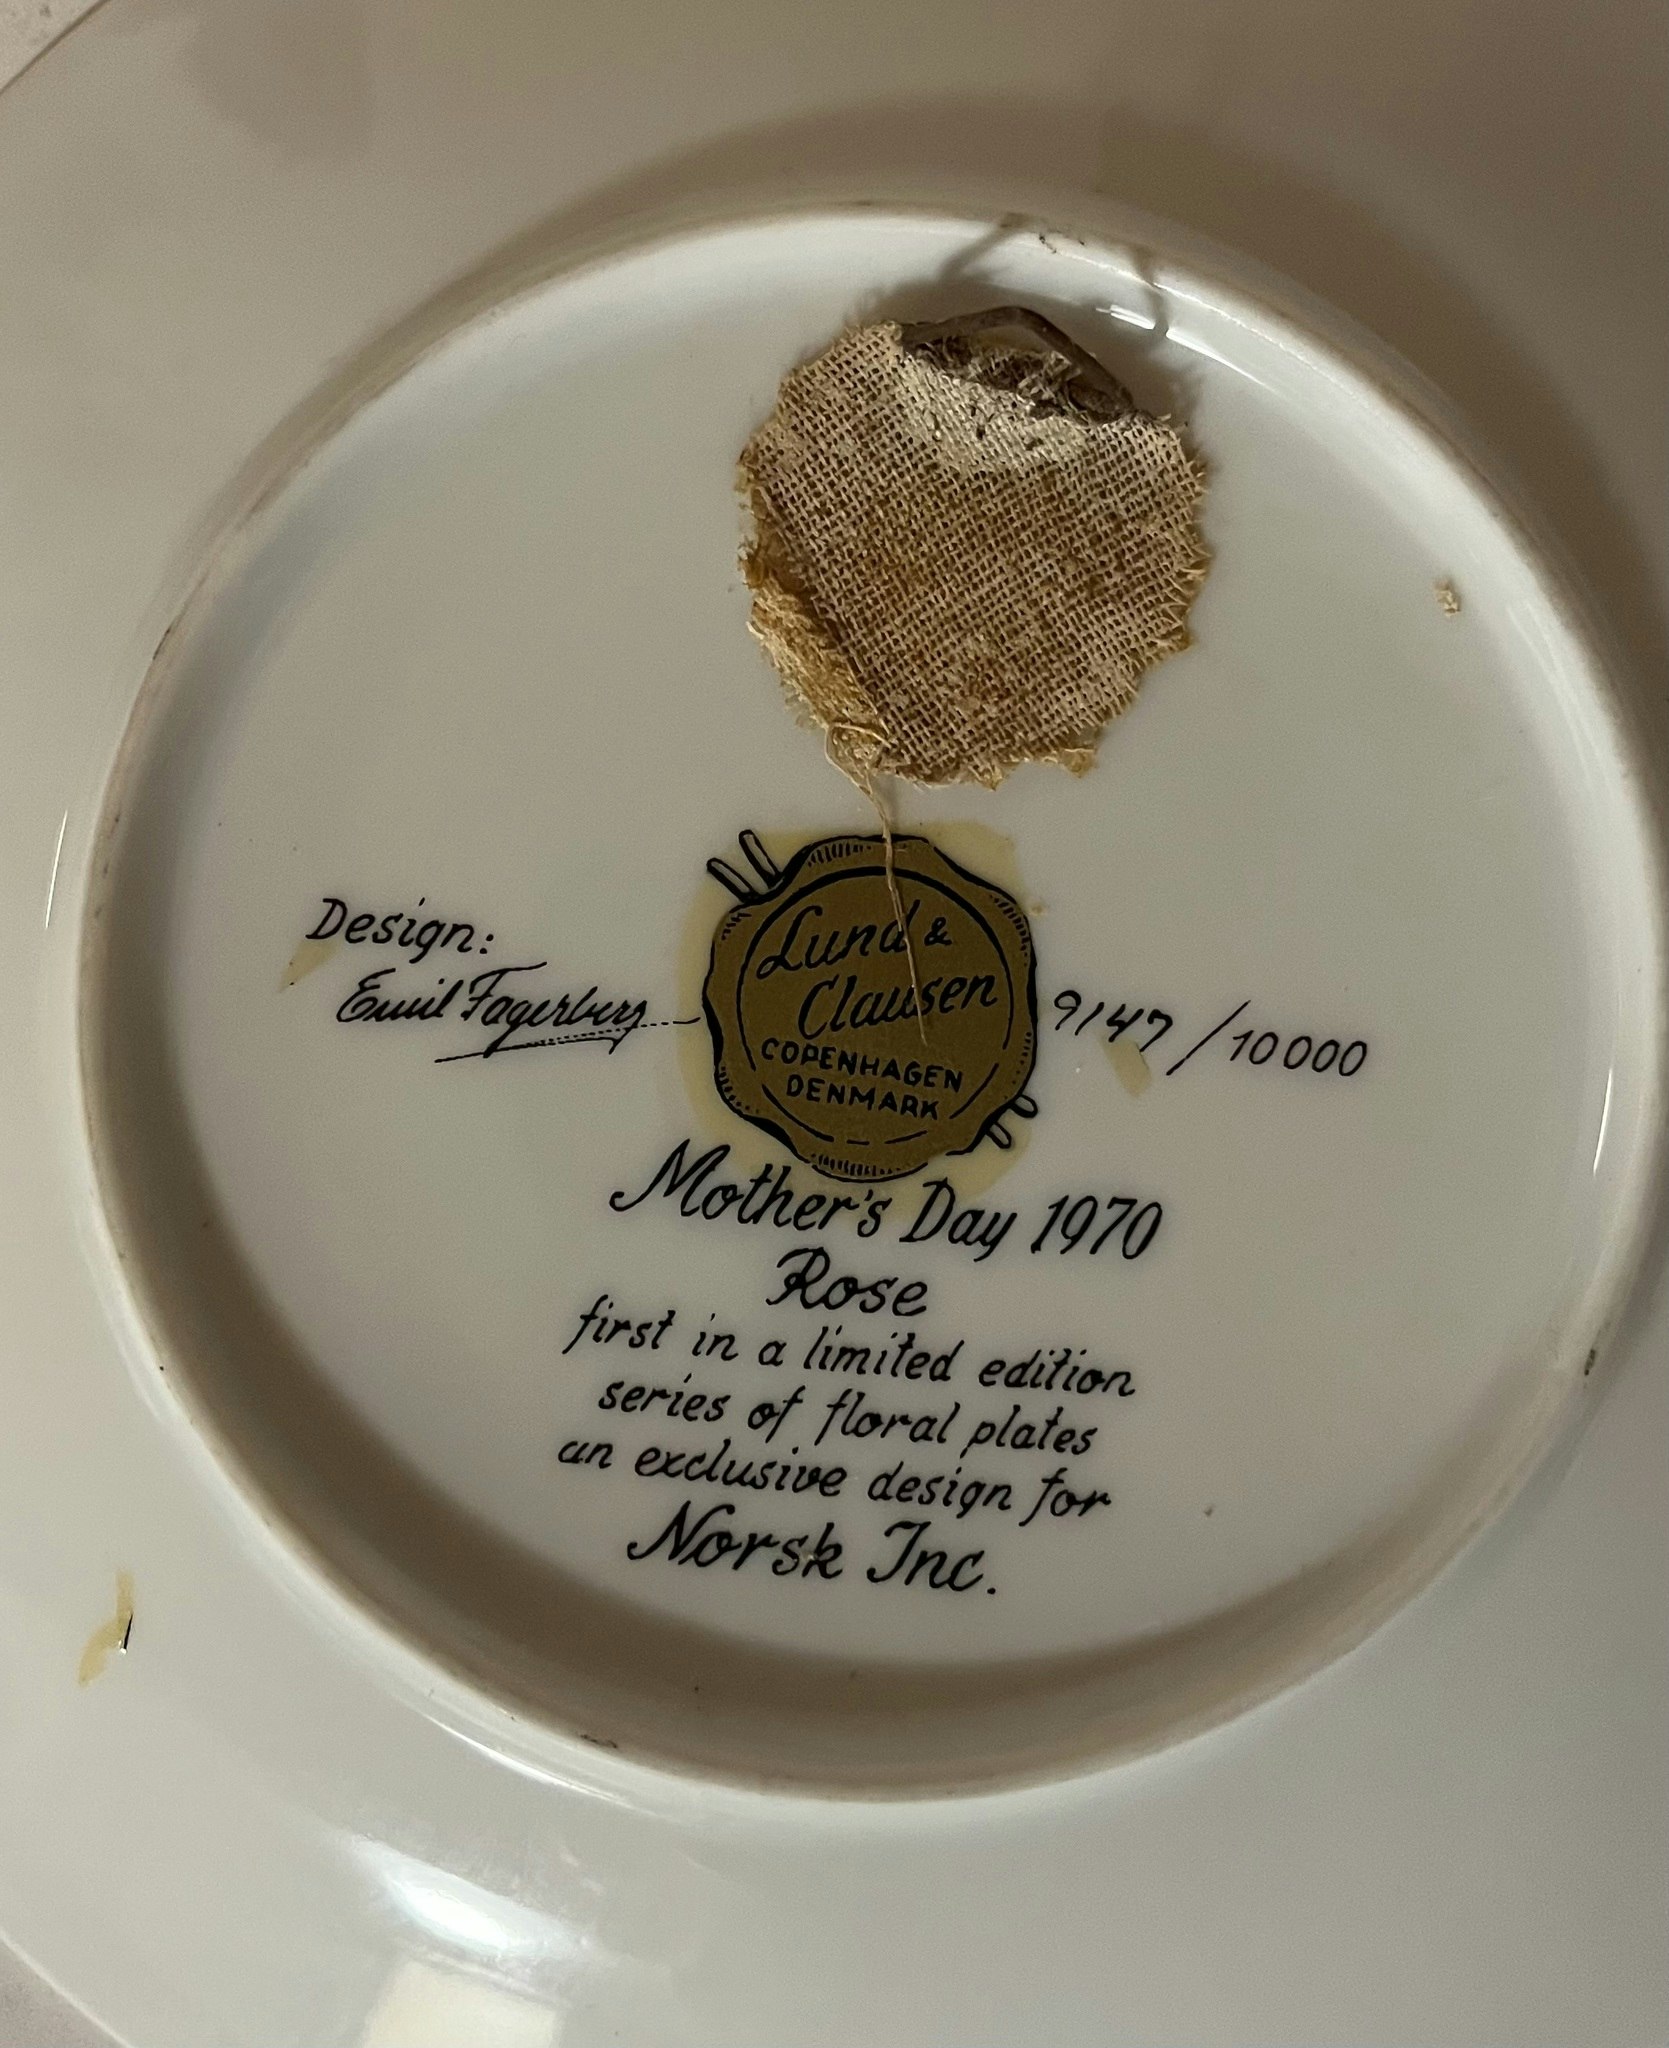 Design:
Emil Fagerberg
Lund &
Clausen
COPENHAGEN
DENMARK
9147/10000
Mother's Day 1970
Rose
first in a limited edition
series of floral plates
an exclusive design for
Norsk Inc.